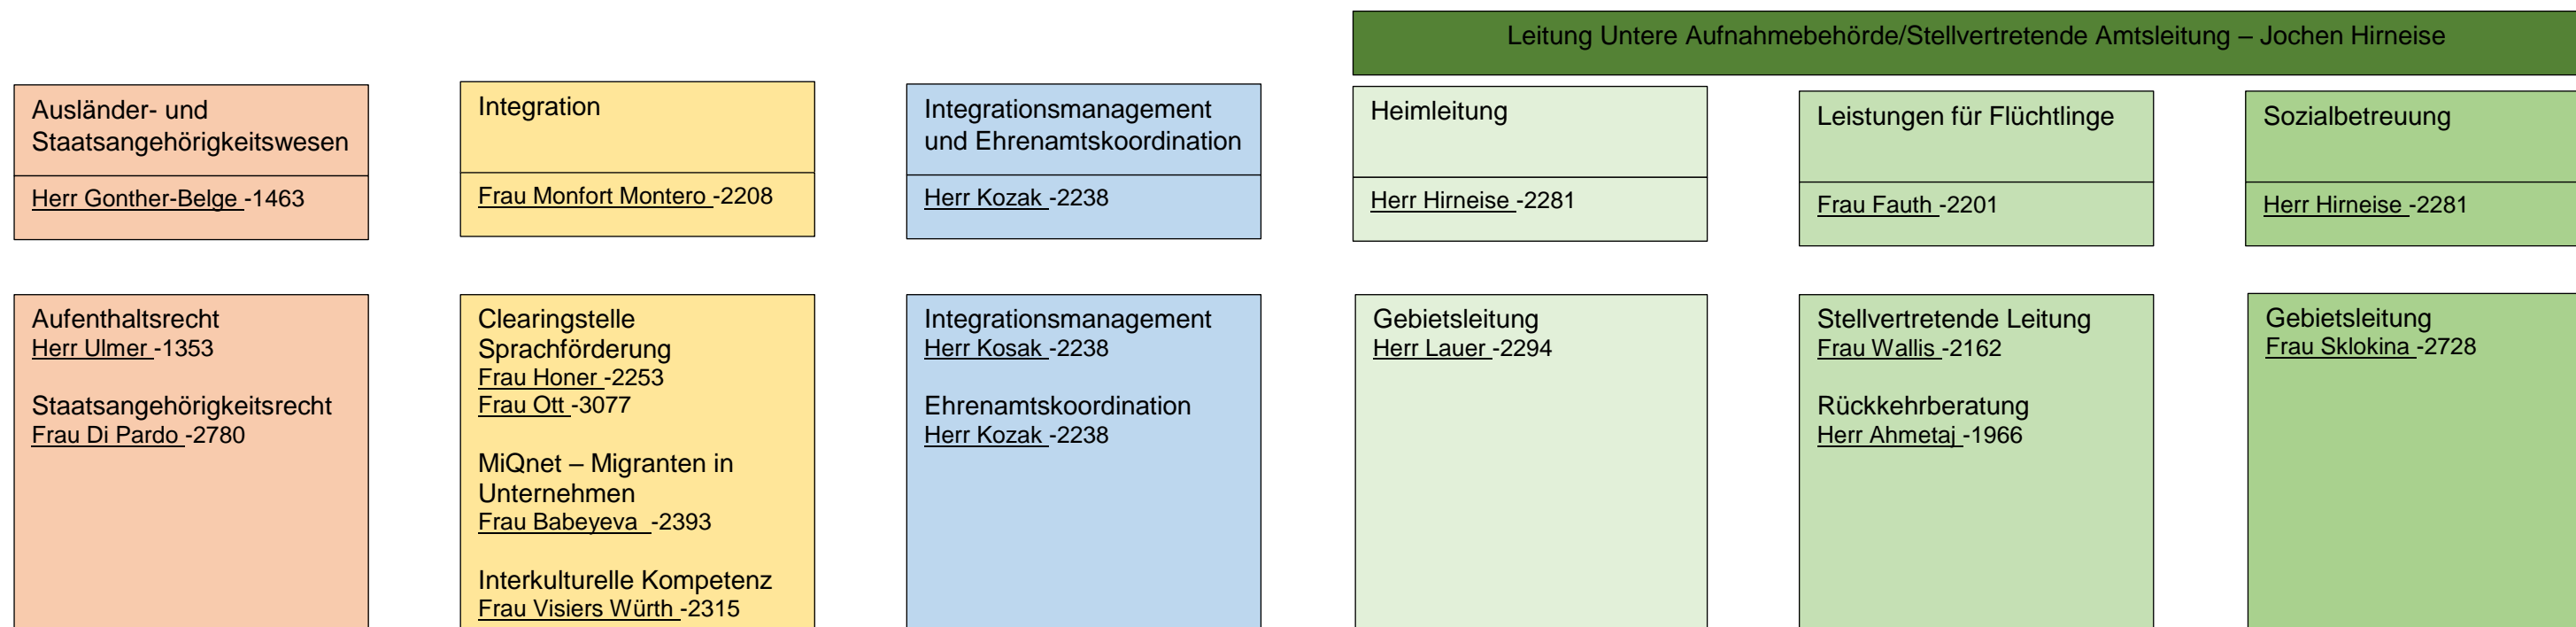 Leitung Untere Aufnahmebehörde/Stellvertretende Amtsleitung – Jochen Hirneise
Ausländer- und
Staatsangehörigkeitswesen
Herr Gonther-Belge -1463
Integration
Frau Monfort Montero -2208
Integrationsmanagement
und Ehrenamtskoordination
Herr Kozak -2238
Heimleitung
Herr Hirneise -2281
Leistungen für Flüchtlinge
Frau Fauth -2201
Sozialbetreuung
Herr Hirneise -2281
Aufenthaltsrecht
Herr Ulmer -1353
Staatsangehörigkeitsrecht
Frau Di Pardo -2780
Clearingstelle
Sprachförderung
Frau Honer -2253
Frau Ott -3077
MiQnet – Migranten in
Unternehmen
Frau Babeyeva -2393
Interkulturelle Kompetenz
Frau Visiers Würth -2315
Integrationsmanagement
Herr Kosak -2238
Ehrenamtskoordination
Herr Kozak -2238
Gebietsleitung
Herr Lauer -2294
Stellvertretende Leitung
Frau Wallis -2162
Rückkehrberatung
Herr Ahmetaj -1966
Gebietsleitung
Frau Sklokina -2728